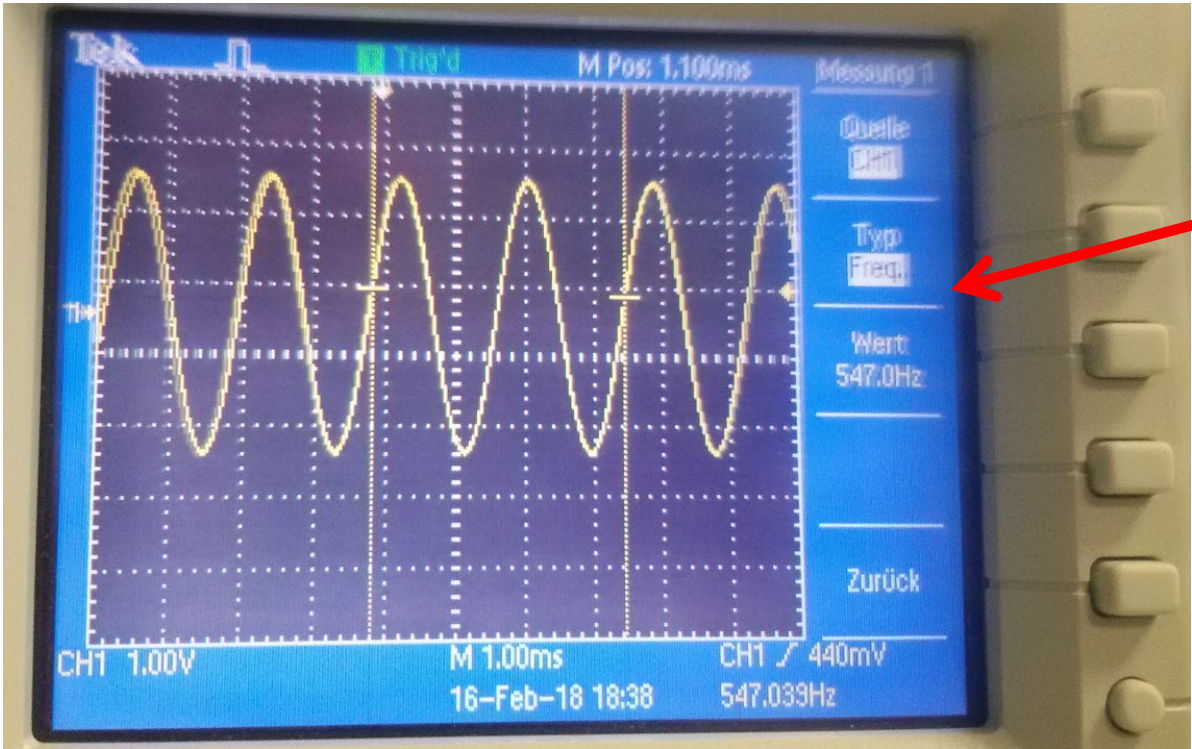 Tek Trig'd M Pos: 1.100ms Messung 1
Quelle
CH1
Typ
Freq.
Wert:
547.0Hz
Zurück
CH1 1.00V M 1.00ms CH1 440mV
16-Feb-18 18:38 547.039Hz